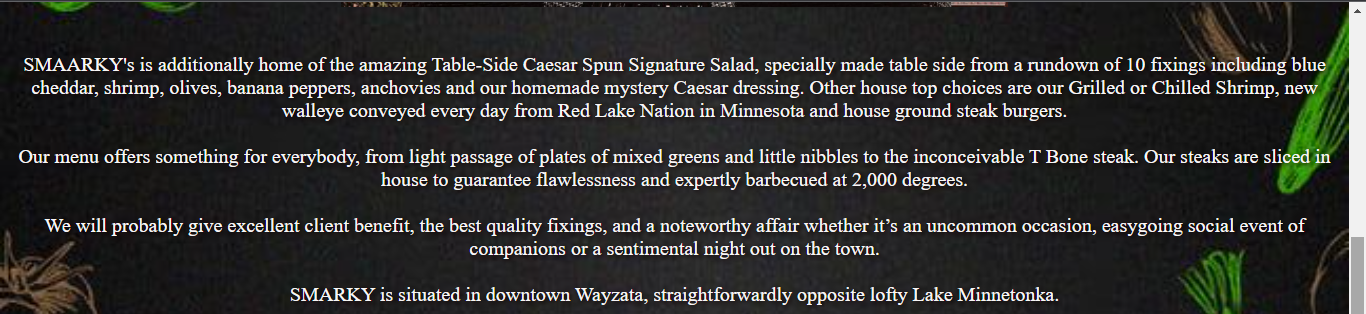 SMAARKY's is additionally home of the amazing Table-Side Caesar Spun Signature Salad, specially made table side from a rundown of 10 fixings including blue
cheddar, shrimp, olives, banana peppers, anchovies and our homemade mystery Caesar dressing. Other house top choices are our Grilled or Chilled Shrimp, new
walleye conveyed every day from Red Lake Nation in Minnesota and house ground steak burgers.
Our menu offers something for everybody, from light passage of plates of mixed greens and little nibbles to the inconceivable T Bone steak. Our steaks are sliced in
house to guarantee flawlessness and expertly barbecued at 2,000 degrees.
We will probably give excellent client benefit, the best quality fixings, and a noteworthy affair whether it’s an uncommon occasion, easygoing social event of
companions or a sentimental night out on the town.
SMARKY is situated in downtown Wayzata, straightforwardly opposite lofty Lake Minnetonka.